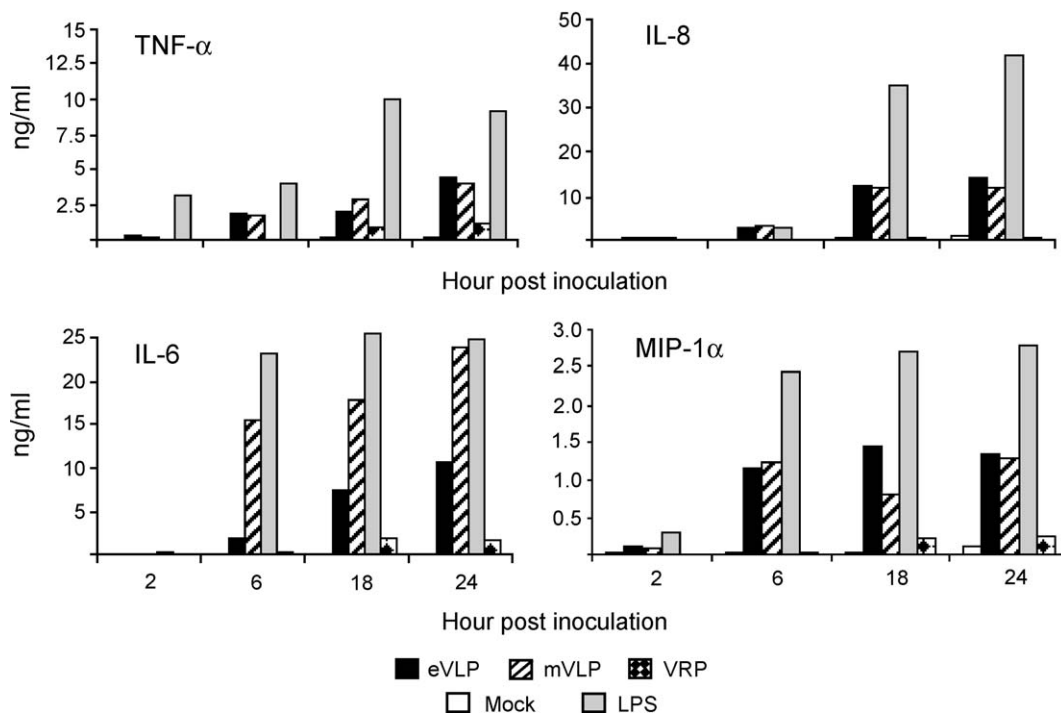 TNF-α
ng/ml
15
12.5
10
7.5
5
2.5
IL-8
50
40
30
20
10
Hour post inoculation
Hour post inoculation
IL-6
ng/ml
25
20
15
10
5
2 6 18 24
MIP-1α
3.0
2.5
2.0
1.5
1.0
0.5
2 6 18 24
Hour post inoculation
Hour post inoculation
eVLP mVLP VRP
Mock LPS